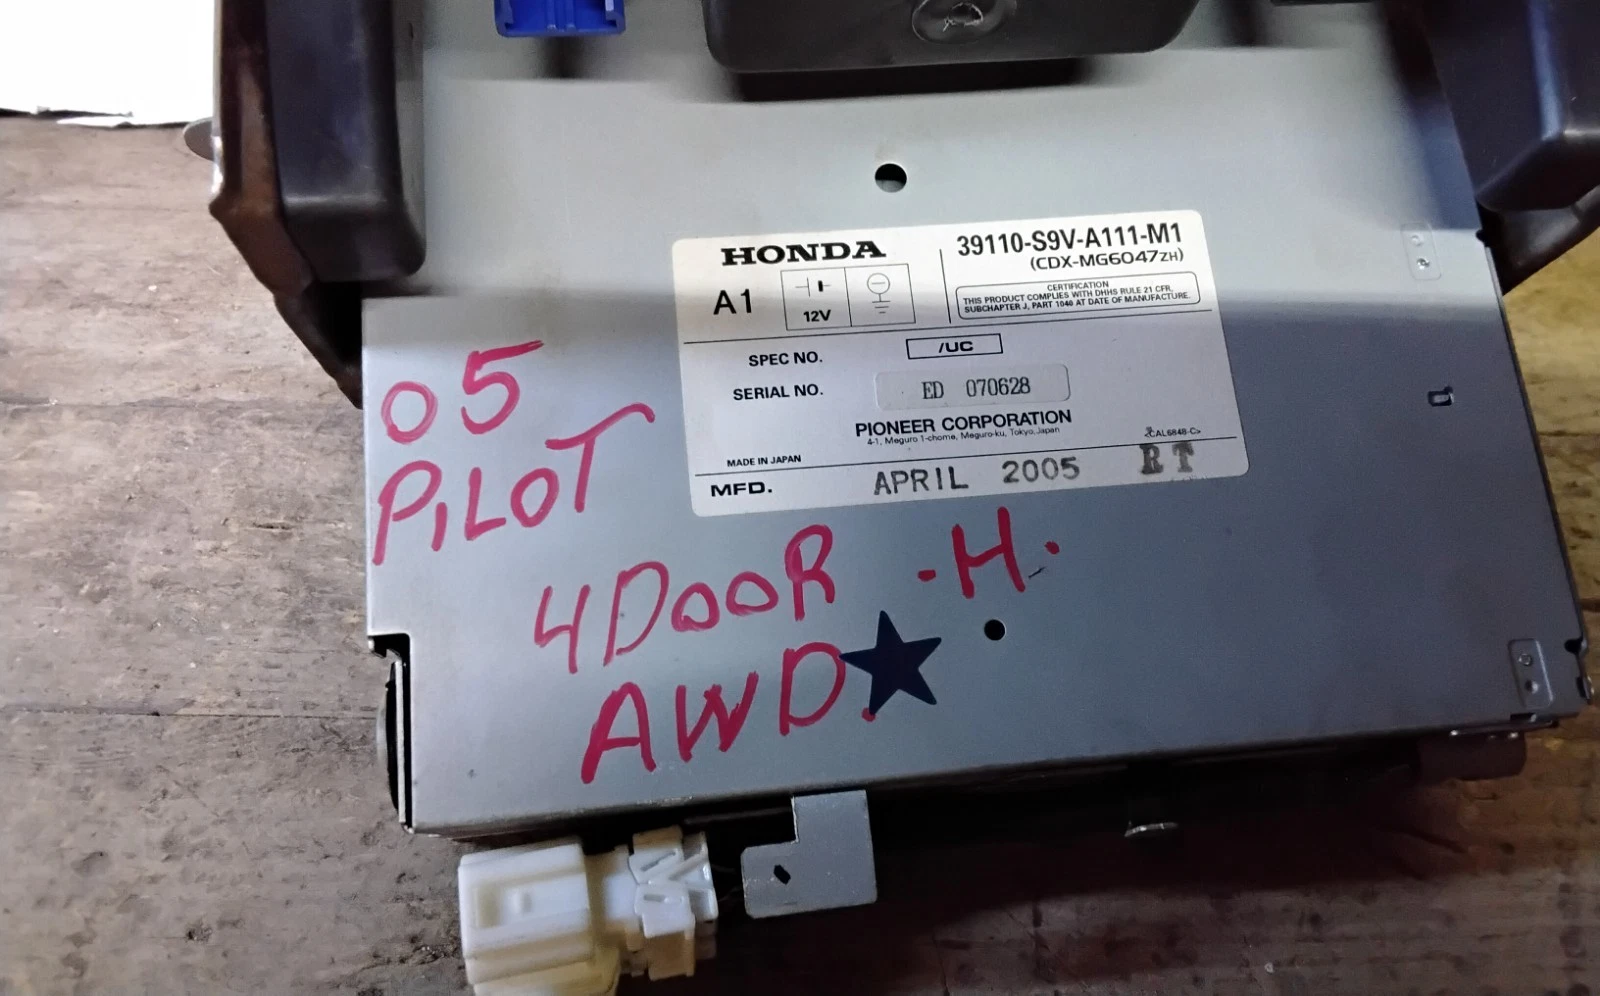 HONDA
39110-S9V-A111-M1
(CDX-MG6047ZH)
A1
12V
CERTIFICATION
THIS PRODUCT COMPLIES WITH DHHS RULE 21 CFR,
SUBCHAPTER J, PART 1040 AT DATE OF MANUFACTURE.
SPEC NO. /UC
SERIAL NO. ED 070628
PIONEER CORPORATION
4-1, Meguro 1-chome, Meguro-ku, Tokyo, Japan
MADE IN JAPAN
<CAL6848-C>
MFD. APRIL 2005 RT
05
PILOT
4DOOR -H.
AWD.